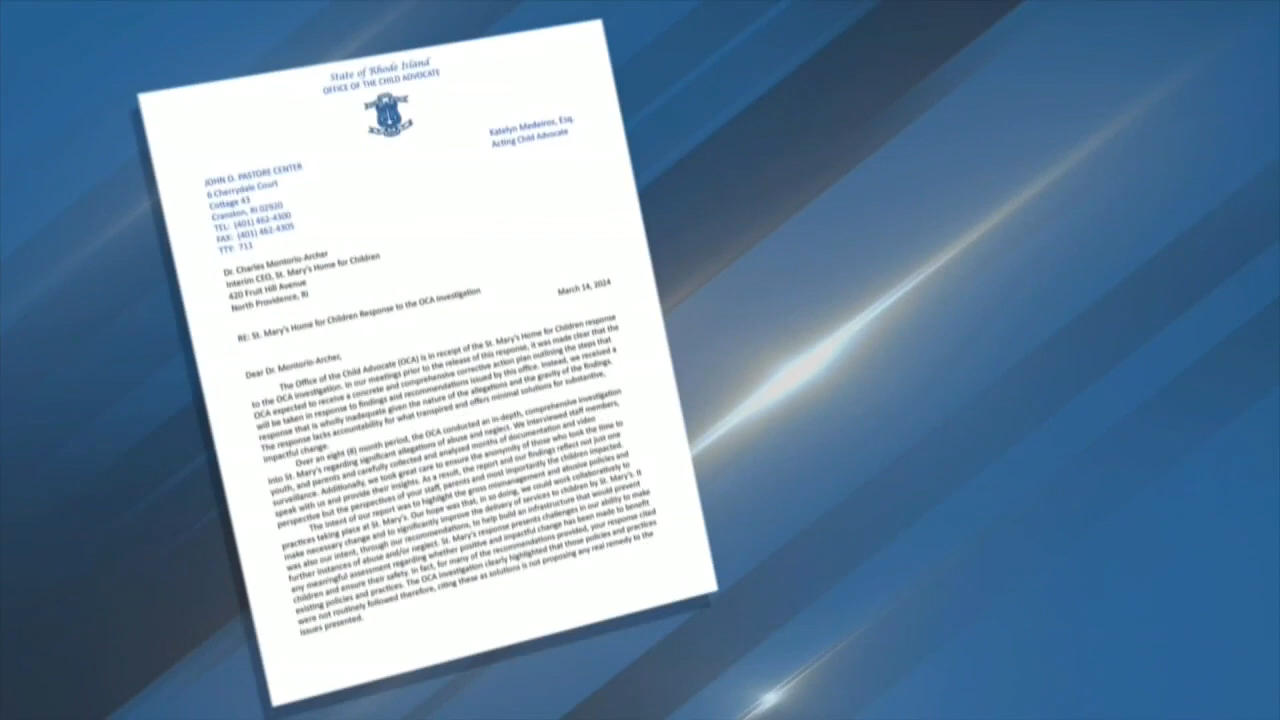 State of Rhode Island
OFFICE OF THE CHILD ADVOCATE
Katelyn Medeiros, Esq.
Acting Child Advocate
JOHN O. PASTORE CENTER
6 Cherrydale Court
Cottage 43
Cranston, RI 02920
TEL: (401) 462-4300
FAX: (401) 462-4305
TTY: 711
Dr. Charles Montorio-Archer
Interim CEO, St. Mary's Home for Children
420 Fruit Hill Avenue
North Providence, RI
March 14, 2024
RE: St. Mary's Home for Children Response to the OCA Investigation
Dear Dr. Montorio-Archer,
The Office of the Child Advocate (OCA) is in receipt of the St. Mary's Home for Children response
to the OCA investigation. In our meetings prior to the release of this response, it was made clear that the
OCA expected to receive a concrete and comprehensive corrective action plan outlining the steps that
will be taken in response to findings and recommendations issued by this office. Instead, we received a
response that is wholly inadequate given the nature of the allegations and the gravity of the findings.
The response lacks accountability for what transpired and offers minimal solutions for substantive,
impactful change.
Over an eight (8) month period, the OCA conducted an in-depth, comprehensive investigation
into St. Mary's regarding significant allegations of abuse and neglect. We interviewed staff members,
youth, and parents and carefully collected and analyzed months of documentation and video
surveillance. Additionally, we took great care to ensure the anonymity of those who took the time to
speak with us and provide their insights. As a result, the report and our findings reflect not just one
perspective but the perspectives of your staff, parents and most importantly the children impacted.
The intent of our report was to highlight the gross mismanagement and abusive policies and
practices taking place at St. Mary's. Our hope was that, in so doing, we could work collaboratively to
make necessary change and to significantly improve the delivery of services to children by St. Mary's. It
was also our intent, through our recommendations, to help build an infrastructure that would prevent
further instances of abuse and/or neglect. St. Mary's response presents challenges in our ability to make
any meaningful assessment regarding whether positive and impactful change has been made to benefit
children and ensure their safety. In fact, for many of the recommendations provided, your response cited
existing policies and practices. The OCA investigation clearly highlighted that those policies and practices
were not routinely followed therefore, citing these as solutions is not proposing any real remedy to the
issues presented.